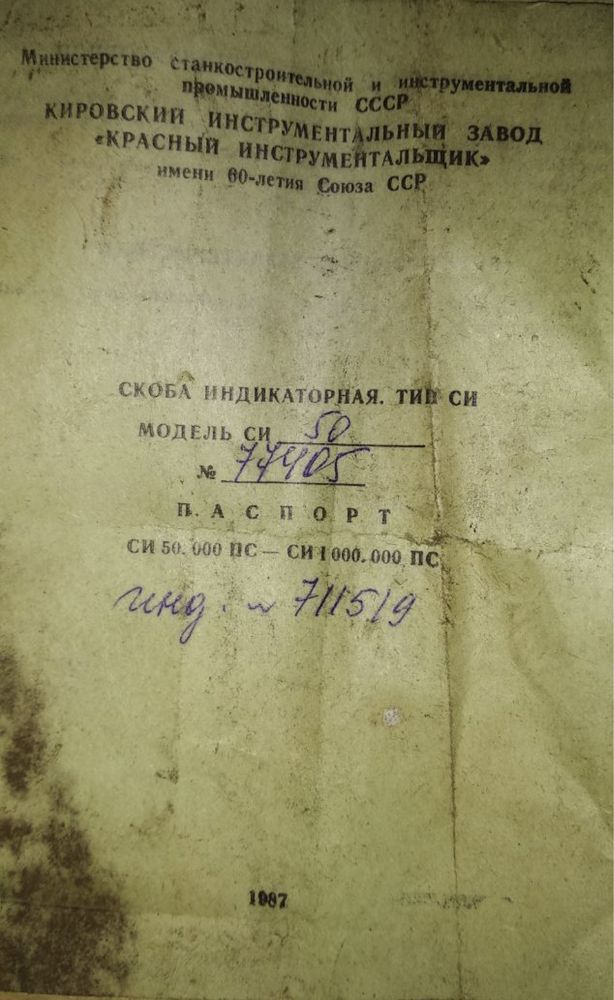 Министерство станкостроительной и инструментальной
промышленности СССР
КИРОВСКИЙ ИНСТРУМЕНТАЛЬНЫЙ ЗАВОД
«КРАСНЫЙ ИНСТРУМЕНТАЛЬЩИК»
имени 60-летия Союза ССР
СКОБА ИНДИКАТОРНАЯ. ТИП СИ
МОДЕЛЬ СИ 50
№ 77405
ПАСПОРТ
СИ 50.000 ПС — СИ 1000.000 ПС
инд. № 711519
1987